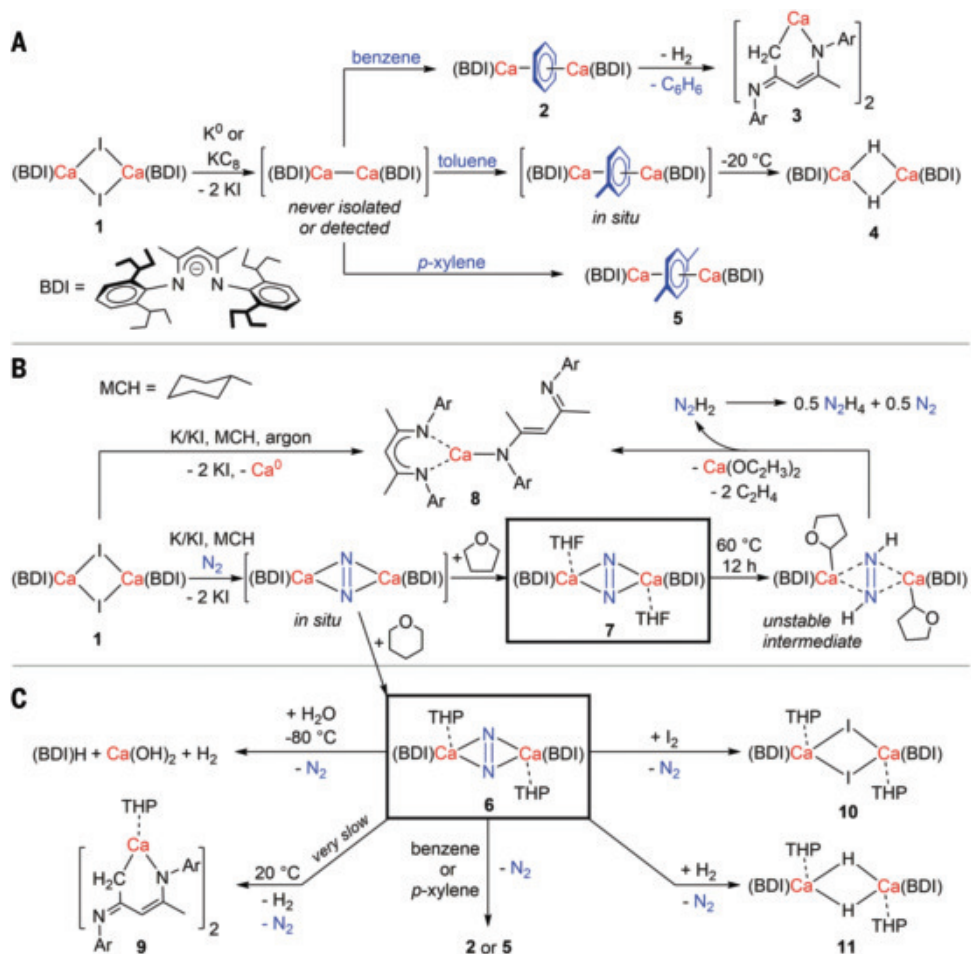 A
benzene
(BDI)Ca Ca(BDI)
2
- H2
- C6H6
Ca
H2C N Ar
N
Ar
2
3
I
(BDI)Ca Ca(BDI)
I
1
K0 or
KC8
- 2 KI
(BDI)Ca Ca(BDI)
never isolated
or detected
toluene
(BDI)Ca Ca(BDI)
in situ
-20 °C
H
(BDI)Ca Ca(BDI)
H
4
BDI =
N N
p-xylene
(BDI)Ca Ca(BDI)
5
B
MCH =
K/KI, MCH, argon
- 2 KI, - Ca0
Ar
N
Ca N
N Ar
Ar
N
Ar
8
N2H2 0.5 N2H4 + 0.5 N2
- Ca(OC2H3)2
- 2 C2H4
I
(BDI)Ca Ca(BDI)
I
1
K/KI, MCH
N2
- 2 KI
N
(BDI)Ca Ca(BDI)
N
in situ
+ O
THF
N
(BDI)Ca Ca(BDI)
N
THF
7
60 °C
12 h
O
H
N
(BDI)Ca Ca(BDI)
N
H
O
unstable
intermediate
+ O
C
(BDI)H + Ca(OH)2 + H2
+ H2O
-80 °C
- N2
THP
N
(BDI)Ca Ca(BDI)
N
THP
6
+ I2
- N2
THP
I
(BDI)Ca Ca(BDI)
I
THP
10
THP
Ca
H2C N Ar
N
Ar
2
9
very slow
20 °C
- H2
- N2
benzene
or
p-xylene
- N2
2 or 5
+ H2
- N2
THP
H
(BDI)Ca Ca(BDI)
H
THP
11